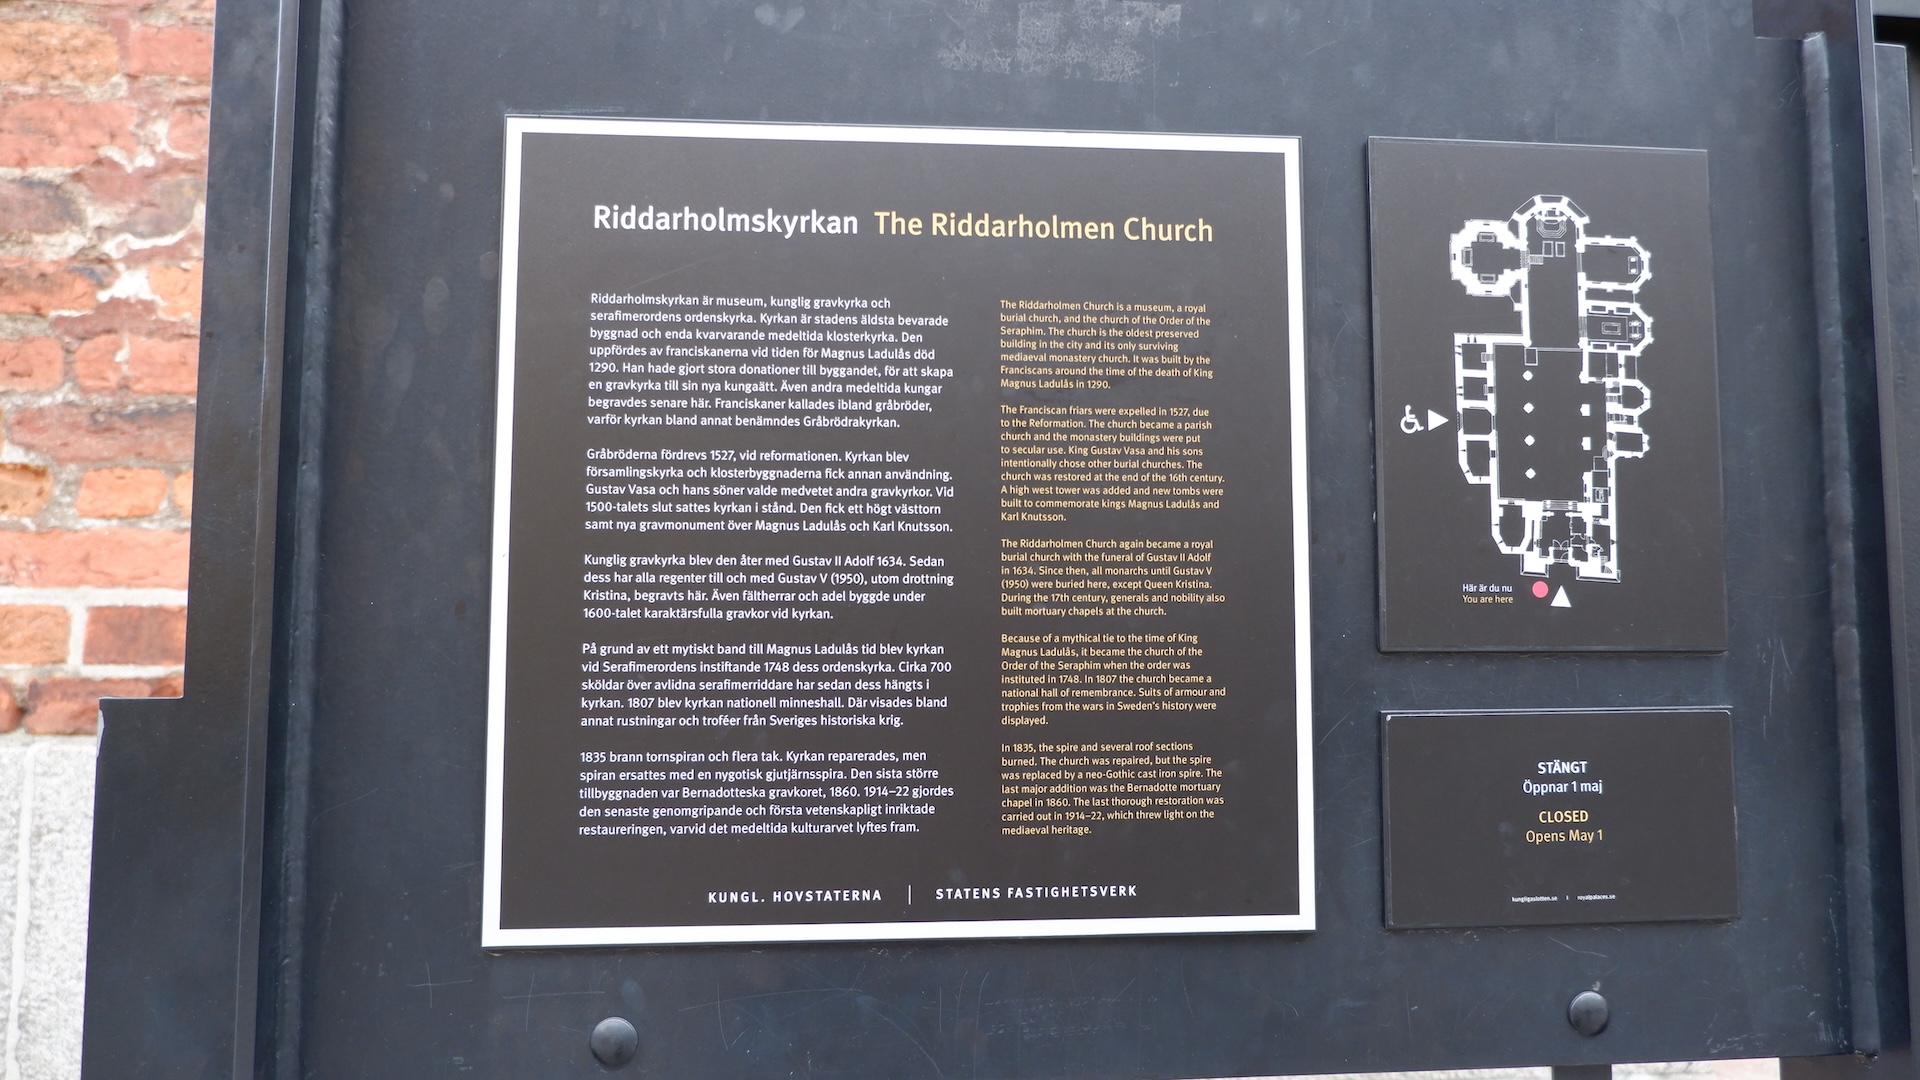 Riddarholmskyrkan The Riddarholmen Church
Riddarholmskyrkan är museum, kunglig gravkyrka och
serafimerordens ordenskyrka. Kyrkan är stadens äldsta bevarade
byggnad och enda kvarvarande medeltida klosterkyrka. Den
uppfördes av franciskanerna vid tiden för Magnus Ladulås död
1290. Han hade gjort stora donationer till byggandet, för att skapa
en gravkyrka till sin nya kungaätt. Även andra medeltida kungar
begravdes senare här. Franciskaner kallades ibland gråbröder,
varför kyrkan bland annat benämndes Gråbrödrakyrkan.
Gråbröderna fördrevs 1527, vid reformationen. Kyrkan blev
församlingskyrka och klosterbyggnaderna fick annan användning.
Gustav Vasa och hans söner valde medvetet andra gravkyrkor. Vid
1500-talets slut sattes kyrkan i stånd. Den fick ett högt västtorn
samt nya gravmonument över Magnus Ladulås och Karl Knutsson.
Kunglig gravkyrka blev den åter med Gustav II Adolf 1634. Sedan
dess har alla regenter till och med Gustav V (1950), utom drottning
Kristina, begravts här. Även fältherrar och adel byggde under
1600-talet karaktärsfulla gravkor vid kyrkan.
På grund av ett mytiskt band till Magnus Ladulås tid blev kyrkan
vid Serafimerordens instiftande 1748 dess ordenskyrka. Cirka 700
sköldar över avlidna serafimerriddare har sedan dess hängts i
kyrkan. 1807 blev kyrkan nationell minneshall. Där visades bland
annat rustningar och troféer från Sveriges historiska krig.
1835 brann tornspiran och flera tak. Kyrkan reparerades, men
spiran ersattes med en nygotisk gjutjärnsspira. Den sista större
tillbyggnaden var Bernadotteska gravkoret, 1860. 1914–22 gjordes
den senaste genomgripande och första vetenskapligt inriktade
restaureringen, varvid det medeltida kulturarvet lyftes fram.
The Riddarholmen Church is a museum, a royal
burial church, and the church of the Order of the
Seraphim. The church is the oldest preserved
building in the city and its only surviving
mediaeval monastery church. It was built by the
Franciscans around the time of the death of King
Magnus Ladulås in 1290.
The Franciscan friars were expelled in 1527, due
to the Reformation. The church became a parish
church and the monastery buildings were put
to secular use. King Gustav Vasa and his sons
intentionally chose other burial churches. The
church was restored at the end of the 16th century.
A high west tower was added and new tombs were
built to commemorate kings Magnus Ladulås and
Karl Knutsson.
The Riddarholmen Church again became a royal
burial church with the funeral of Gustav II Adolf
in 1634. Since then, all monarchs until Gustav V
(1950) were buried here, except Queen Kristina.
During the 17th century, generals and nobility also
built mortuary chapels at the church.
Because of a mythical tie to the time of King
Magnus Ladulås, it became the church of the
Order of the Seraphim when the order was
instituted in 1748. In 1807 the church became a
national hall of remembrance. Suits of armour and
trophies from the wars in Sweden's history were
displayed.
In 1835, the spire and several roof sections
burned. The church was repaired, but the spire
was replaced by a neo-Gothic cast iron spire. The
last major addition was the Bernadotte mortuary
chapel in 1860. The last thorough restoration was
carried out in 1914–22, which threw light on the
mediaeval heritage.
KUNGL. HOVSTATERNA | STATENS FASTIGHETSVERK
Här är du nu
You are here
STÄNGT
Öppnar 1 maj
CLOSED
Opens May 1
kungligaslotten.se | royalpalaces.se